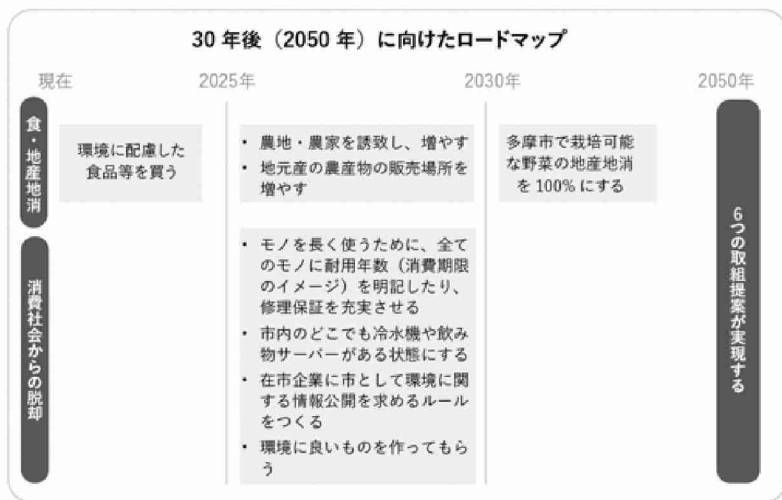 30 年後（2050 年）に向けたロードマップ
現在
2025年
2030年
2050年
食・地産地消
環境に配慮した
食品等を買う
• 農地・農家を誘致し、増やす
• 地元産の農産物の販売場所を
増やす
多摩市で栽培可能
な野菜の地産地消
を 100% にする
消費社会からの脱却
• モノを長く使うために、全て
のモノに耐用年数（消費期限
のイメージ）を明記したり、
修理保証を充実させる
• 市内のどこでも冷水機や飲み
物サーバーがある状態にする
• 在市企業に市として環境に関
する情報公開を求めるルール
をつくる
• 環境に良いものを作ってもら
う
6つの取組提案が実現する